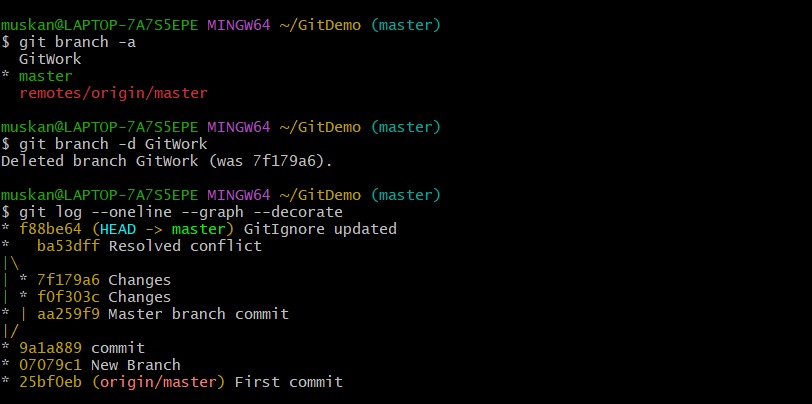 muskan@LAPTOP-7A7S5EPE MINGW64 ~/GitDemo (master)
$ git branch -a
  GitWork
* master
  remotes/origin/master

muskan@LAPTOP-7A7S5EPE MINGW64 ~/GitDemo (master)
$ git branch -d GitWork
Deleted branch GitWork (was 7f179a6).

muskan@LAPTOP-7A7S5EPE MINGW64 ~/GitDemo (master)
$ git log --oneline --graph --decorate
* f88be64 (HEAD -> master) GitIgnore updated
*   ba53dff Resolved conflict
|\
| * 7f179a6 Changes
| * f0f303c Changes
* | aa259f9 Master branch commit
|/
* 9a1a889 commit
* 07079c1 New Branch
* 25bf0eb (origin/master) First commit